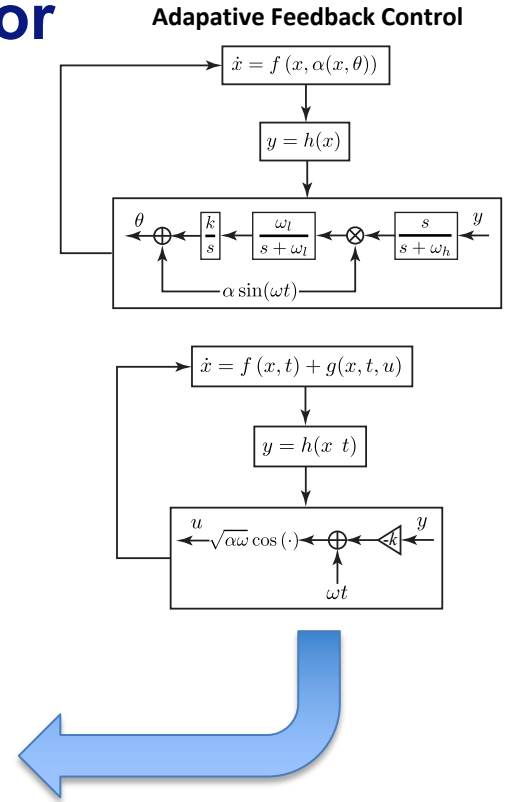 or
Adapative Feedback Control
ẋ = f (x, α(x, θ))
y = h(x)
θ ⊕ k/s ω_l/(s + ω_l) ⊗ s/(s + ω_h) y
α sin(ωt)
ẋ = f (x, t) + g(x, t, u)
y = h(x t)
u √αω cos (·) ⊕ -k y
ωt